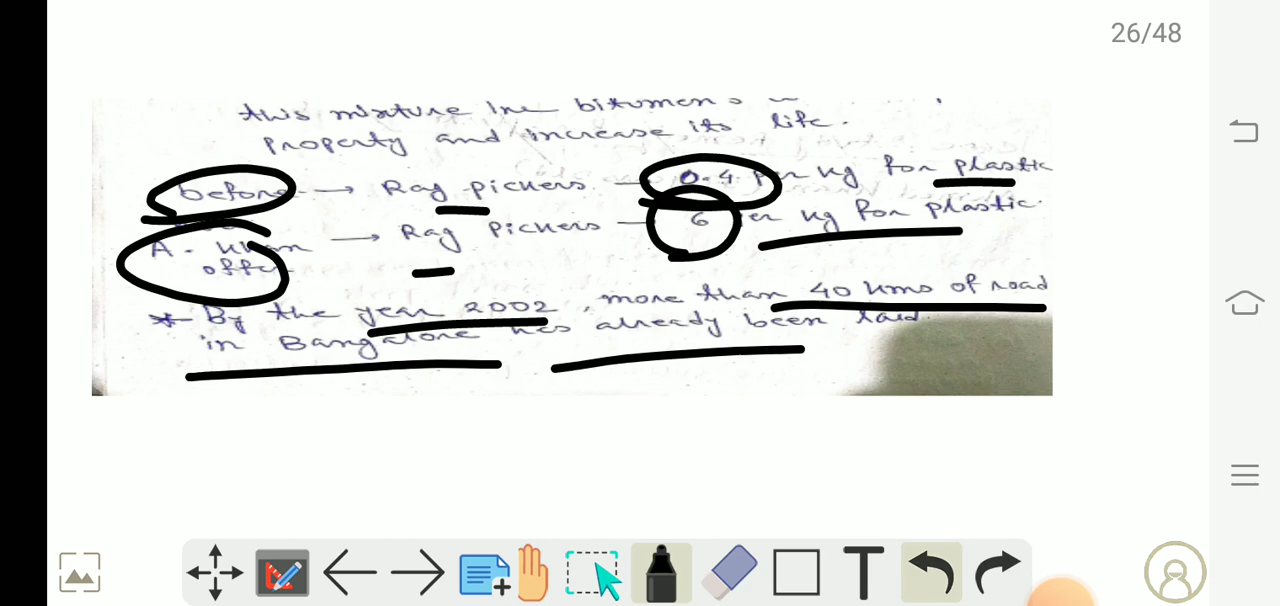 26/48
this mixture the bitumen's
property and increase its life.
before → Rag pickers — 0.4 per kg for plastic
A. Khan → Rag Pickers — 6 per kg for plastic.
offer
* By the year 2002, more than 40 kms of road
in Bangalore has already been laid.
T